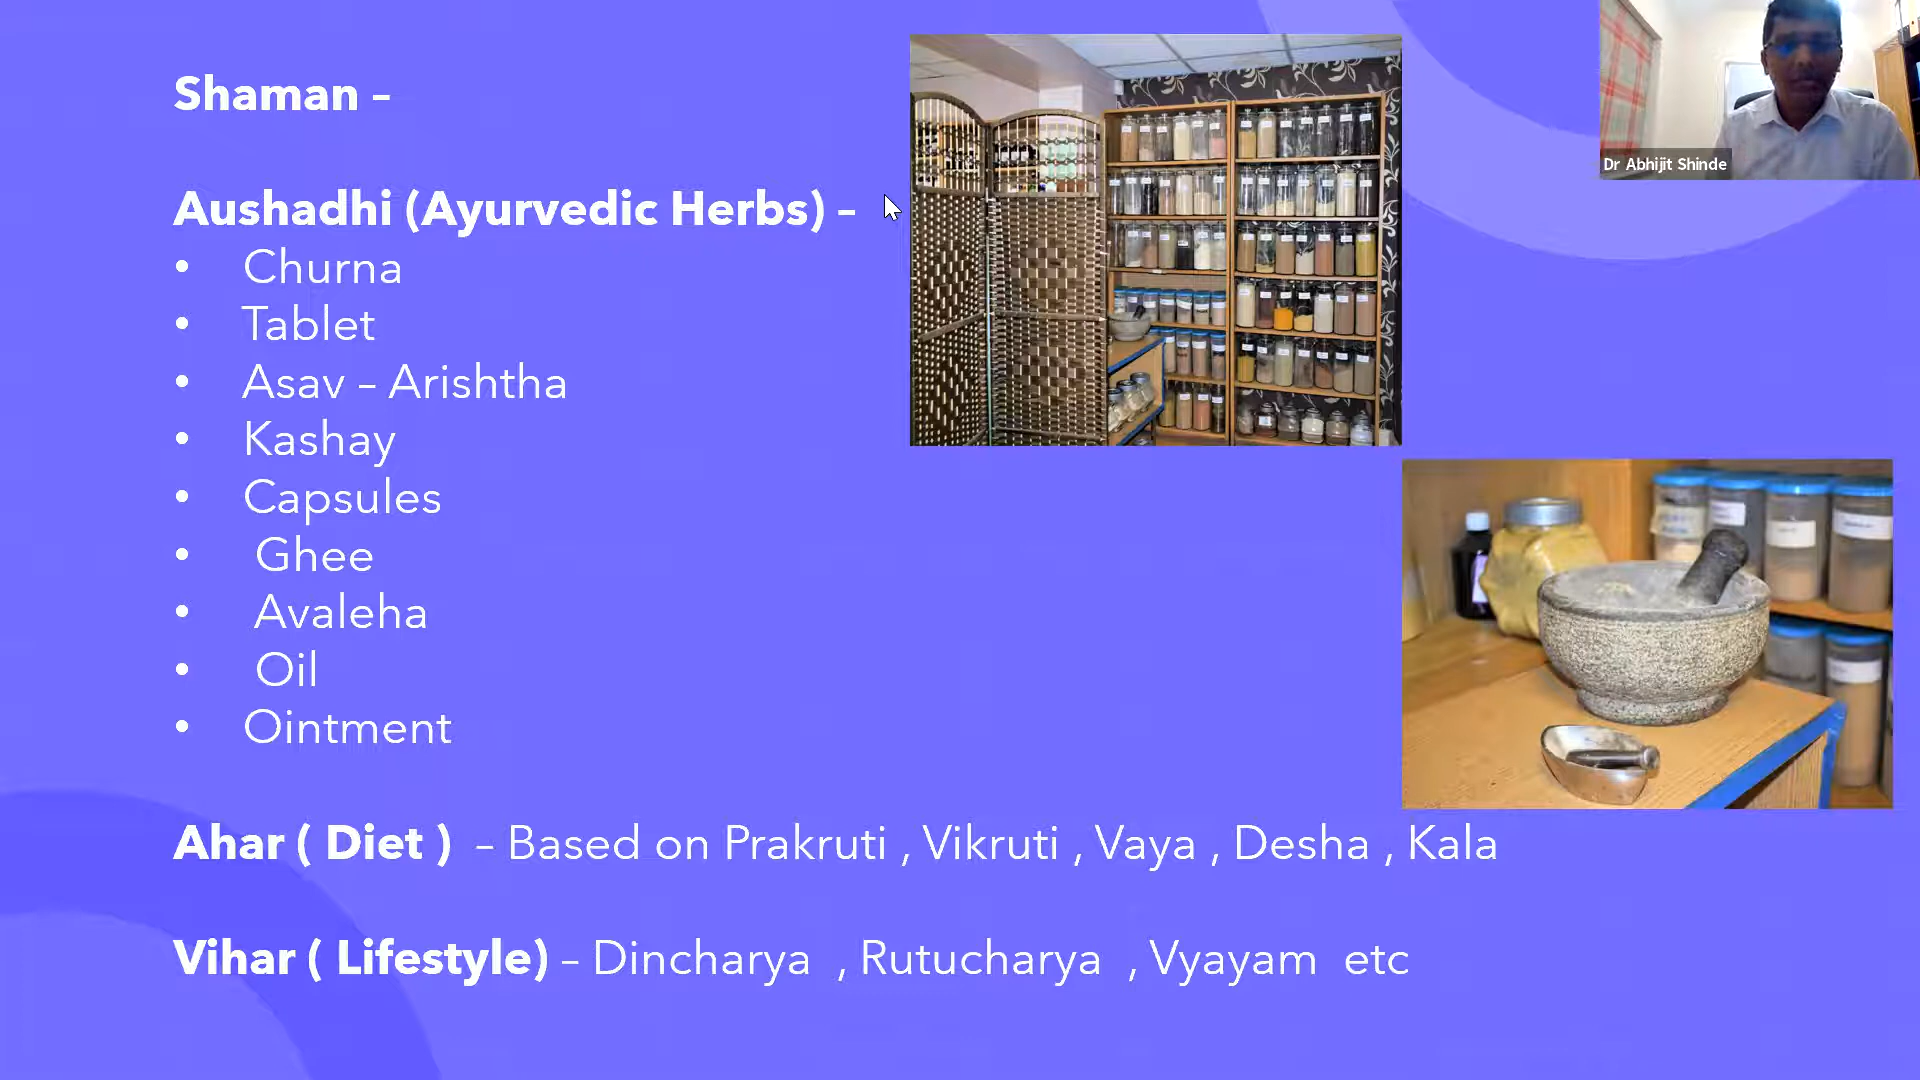 Shaman –
Aushadhi (Ayurvedic Herbs) –
• Churna
• Tablet
• Asav – Arishtha
• Kashay
• Capsules
• Ghee
• Avaleha
• Oil
• Ointment
Ahar ( Diet ) – Based on Prakruti , Vikruti , Vaya , Desha , Kala
Vihar ( Lifestyle) – Dincharya , Rutucharya , Vyayam etc
Dr Abhijit Shinde